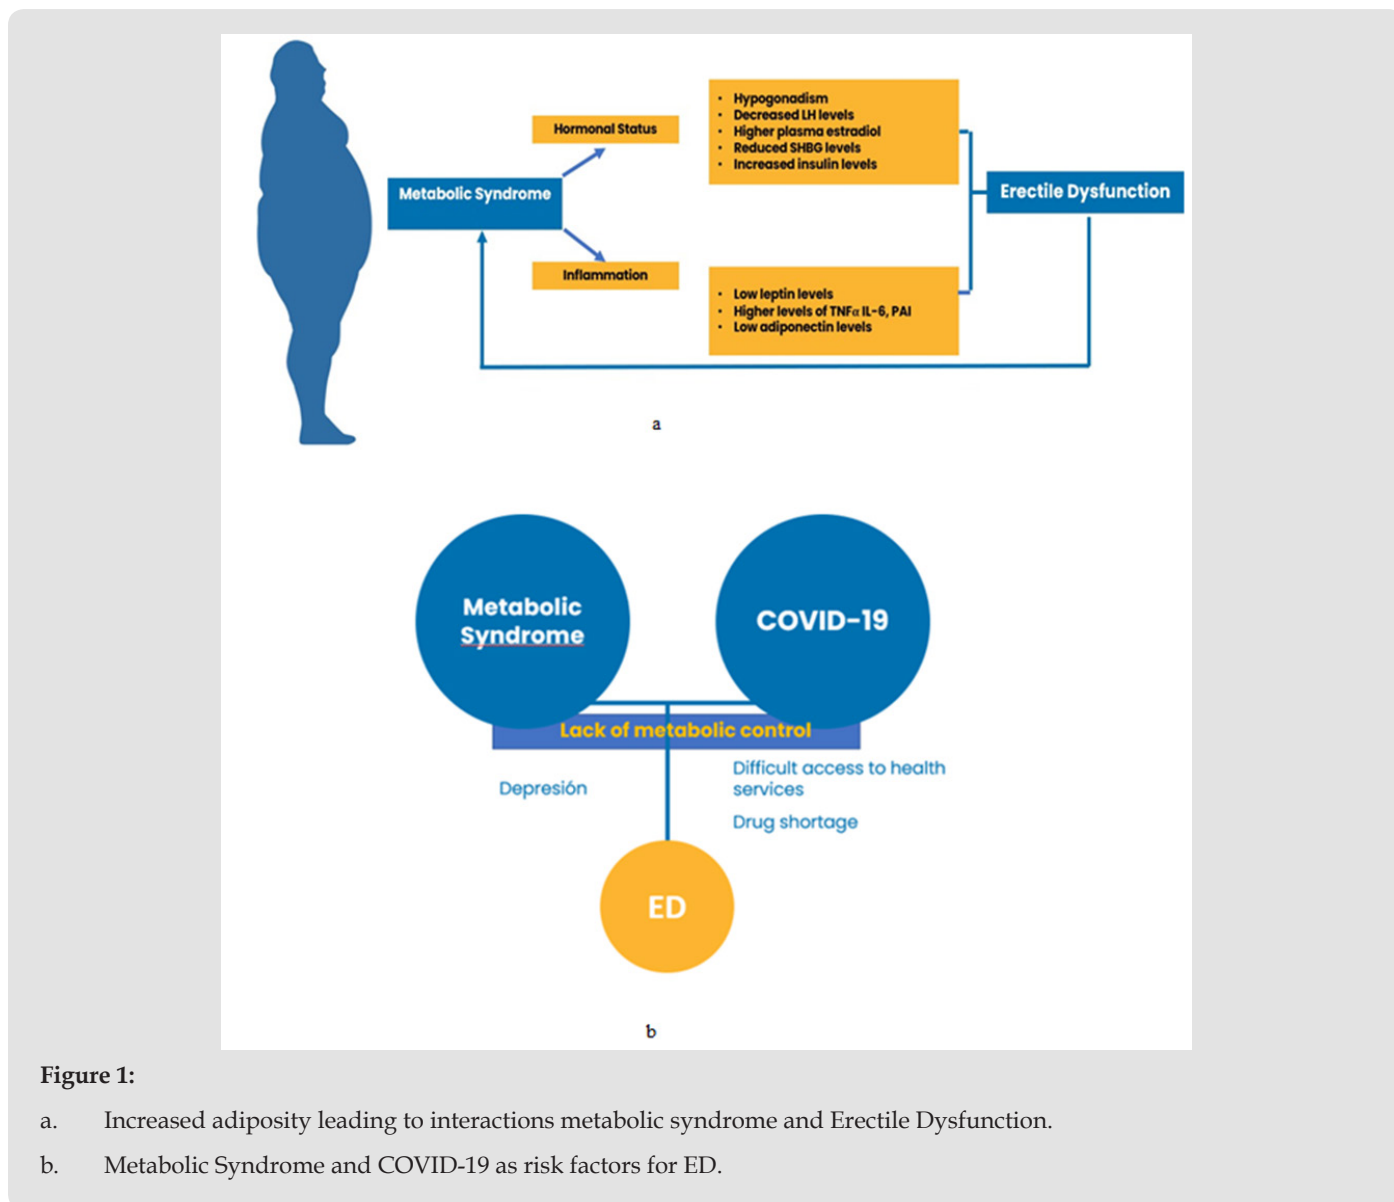 Hormonal Status
• Hypogonadism
• Decreased LH levels
• Higher plasma estradiol
• Reduced SHBG levels
• Increased insulin levels
Metabolic Syndrome
Erectile Dysfunction
Inflammation
• Low leptin levels
• Higher levels of TNFα IL-6, PAI
• Low adiponectin levels
a
Metabolic
Syndrome
COVID-19
Lack of metabolic control
Depresión
Difficult access to health
services
Drug shortage
ED
b
Figure 1:
a. Increased adiposity leading to interactions metabolic syndrome and Erectile Dysfunction.
b. Metabolic Syndrome and COVID-19 as risk factors for ED.